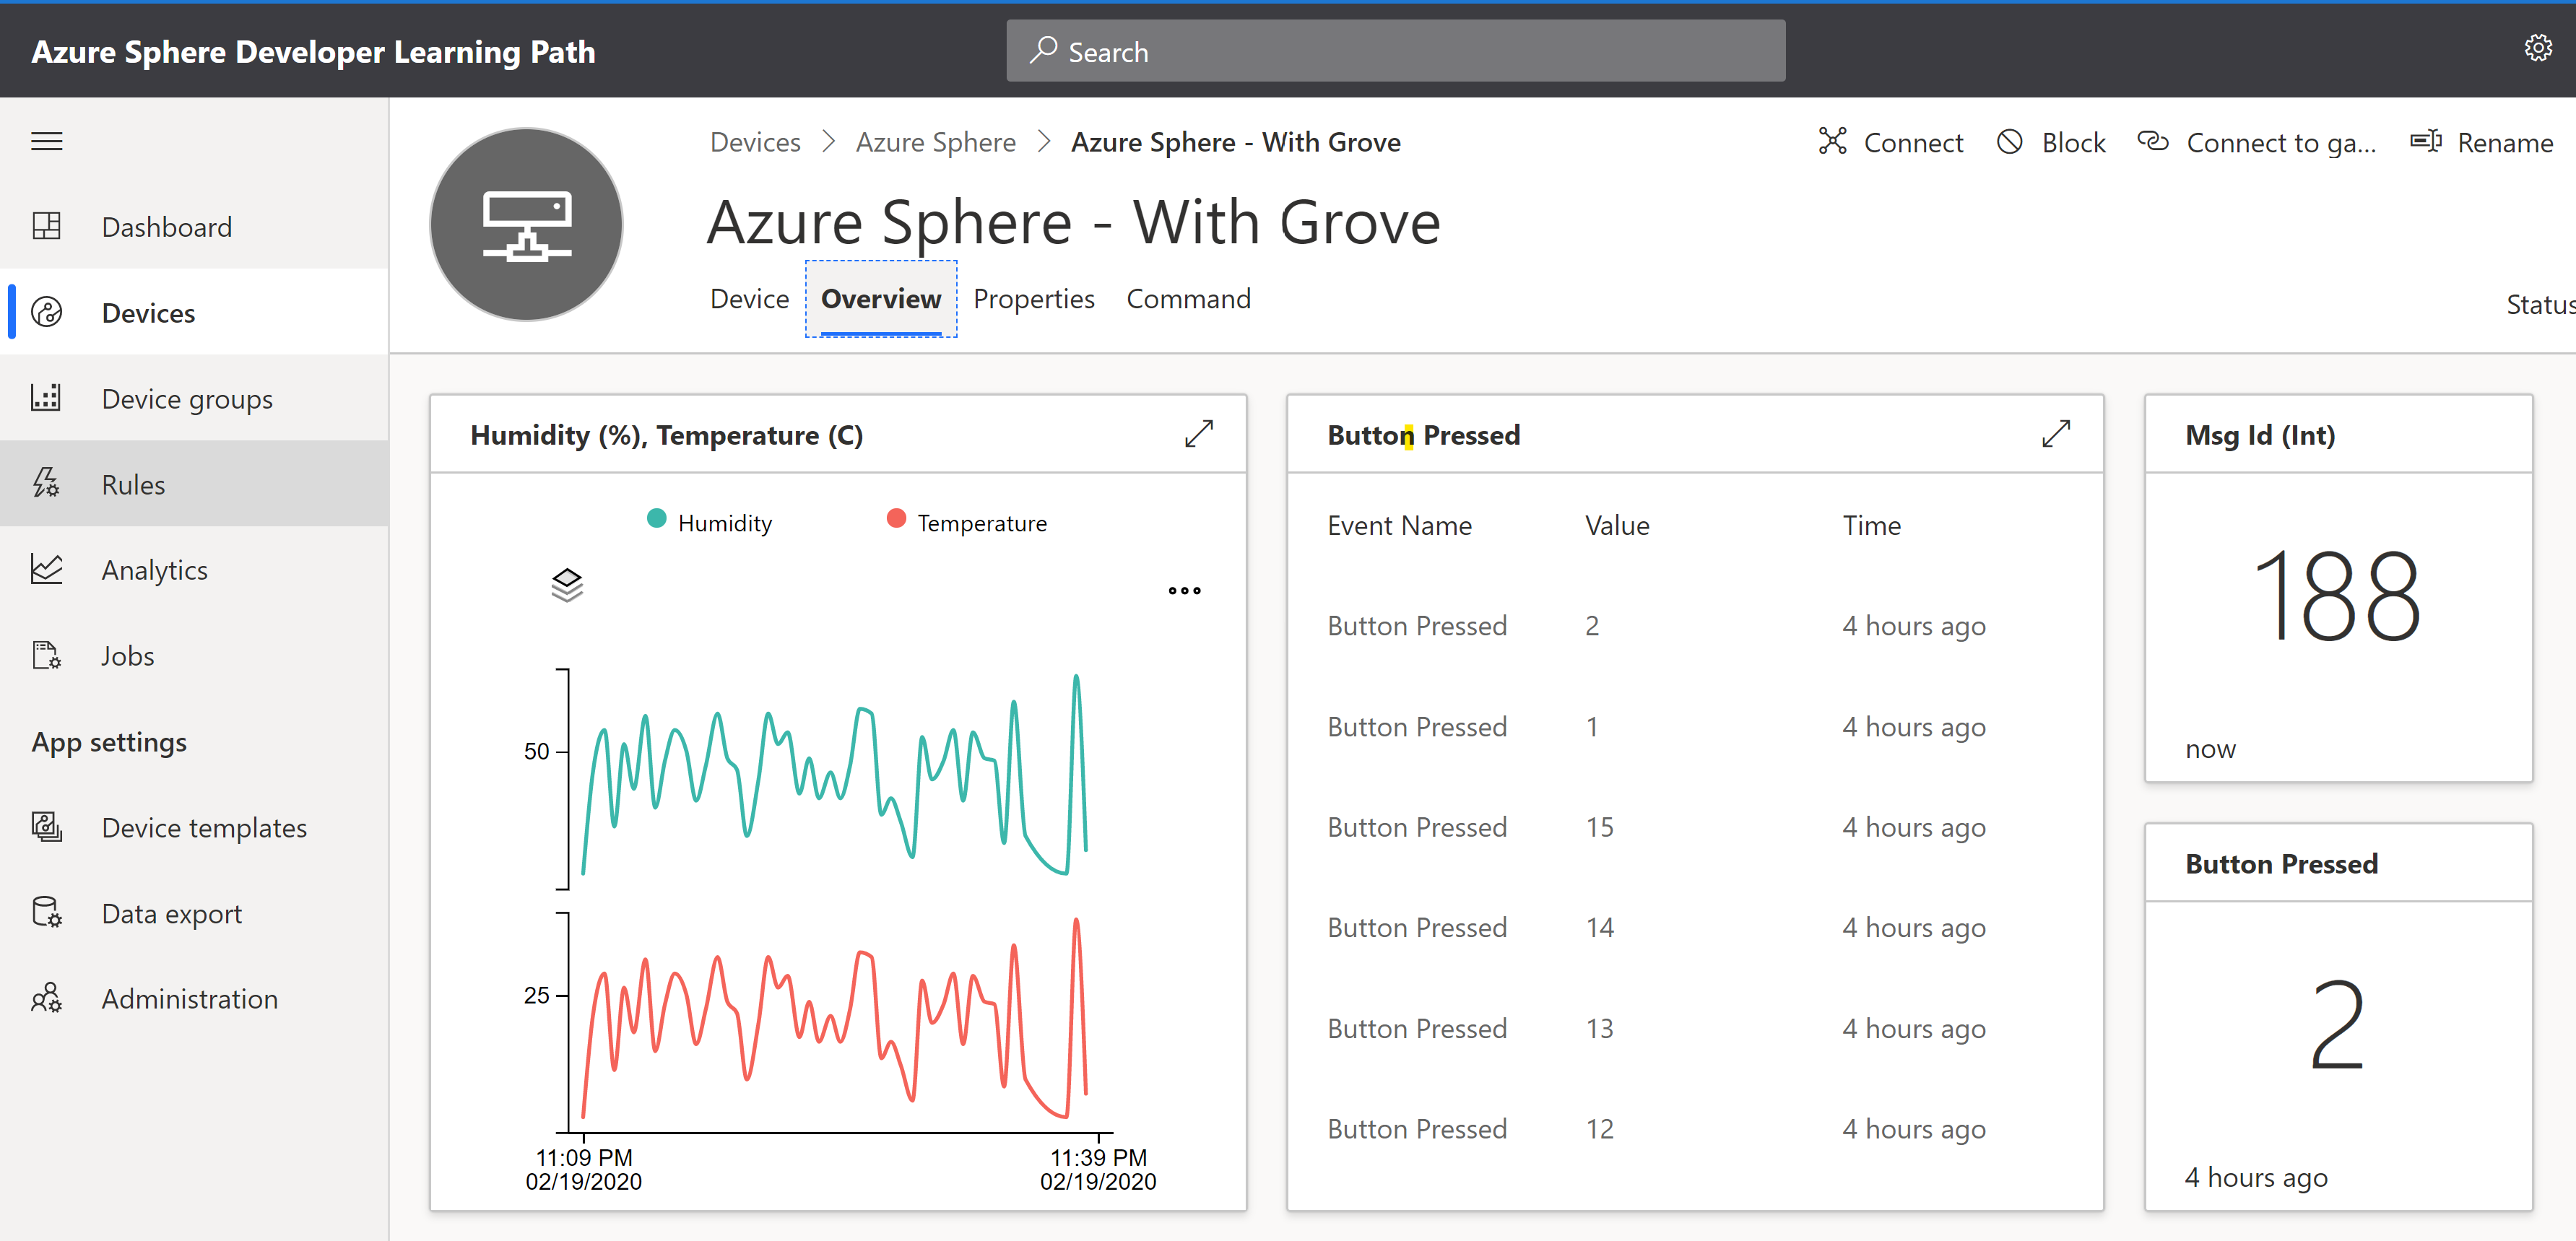 Azure Sphere Developer Learning Path
Search
Devices > Azure Sphere > Azure Sphere - With Grove
Connect
Block
Connect to ga...
Rename
Azure Sphere - With Grove
Device Overview Properties Command
Status
Dashboard
Devices
Device groups
Rules
Analytics
Jobs
App settings
Device templates
Data export
Administration
Humidity (%), Temperature (C)
Humidity Temperature
50
25
11:09 PM
02/19/2020
11:39 PM
02/19/2020
Button Pressed
Event Name Value Time
Button Pressed 2 4 hours ago
Button Pressed 1 4 hours ago
Button Pressed 15 4 hours ago
Button Pressed 14 4 hours ago
Button Pressed 13 4 hours ago
Button Pressed 12 4 hours ago
Msg Id (Int)
188
now
Button Pressed
2
4 hours ago